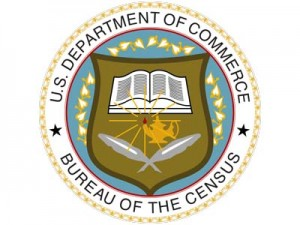 U.S. DEPARTMENT OF COMMERCE
BUREAU OF THE CENSUS